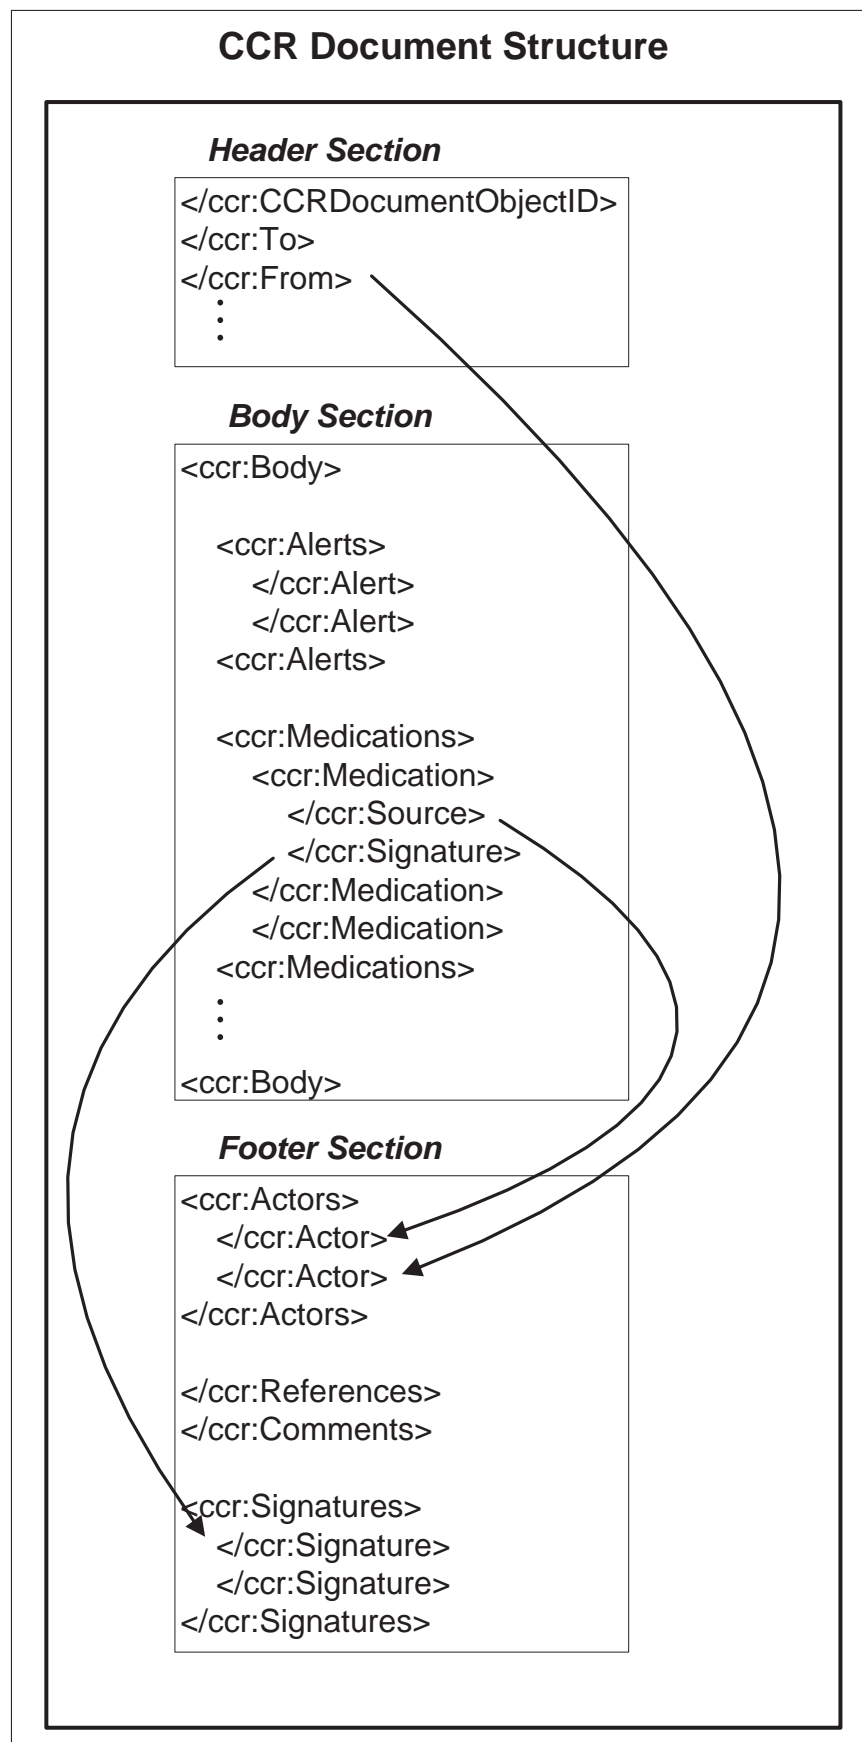 CCR Document Structure
Header Section
</ccr:CCRDocumentObjectID>
</ccr:To>
</ccr:From>
Body Section
<ccr:Body>
<ccr:Alerts>
</ccr:Alert>
</ccr:Alert>
<ccr:Alerts>
<ccr:Medications>
<ccr:Medication>
</ccr:Source>
</ccr:Signature>
</ccr:Medication>
</ccr:Medication>
<ccr:Medications>
<ccr:Body>
Footer Section
<ccr:Actors>
</ccr:Actor>
</ccr:Actor>
</ccr:Actors>
</ccr:References>
</ccr:Comments>
<ccr:Signatures>
</ccr:Signature>
</ccr:Signature>
</ccr:Signatures>